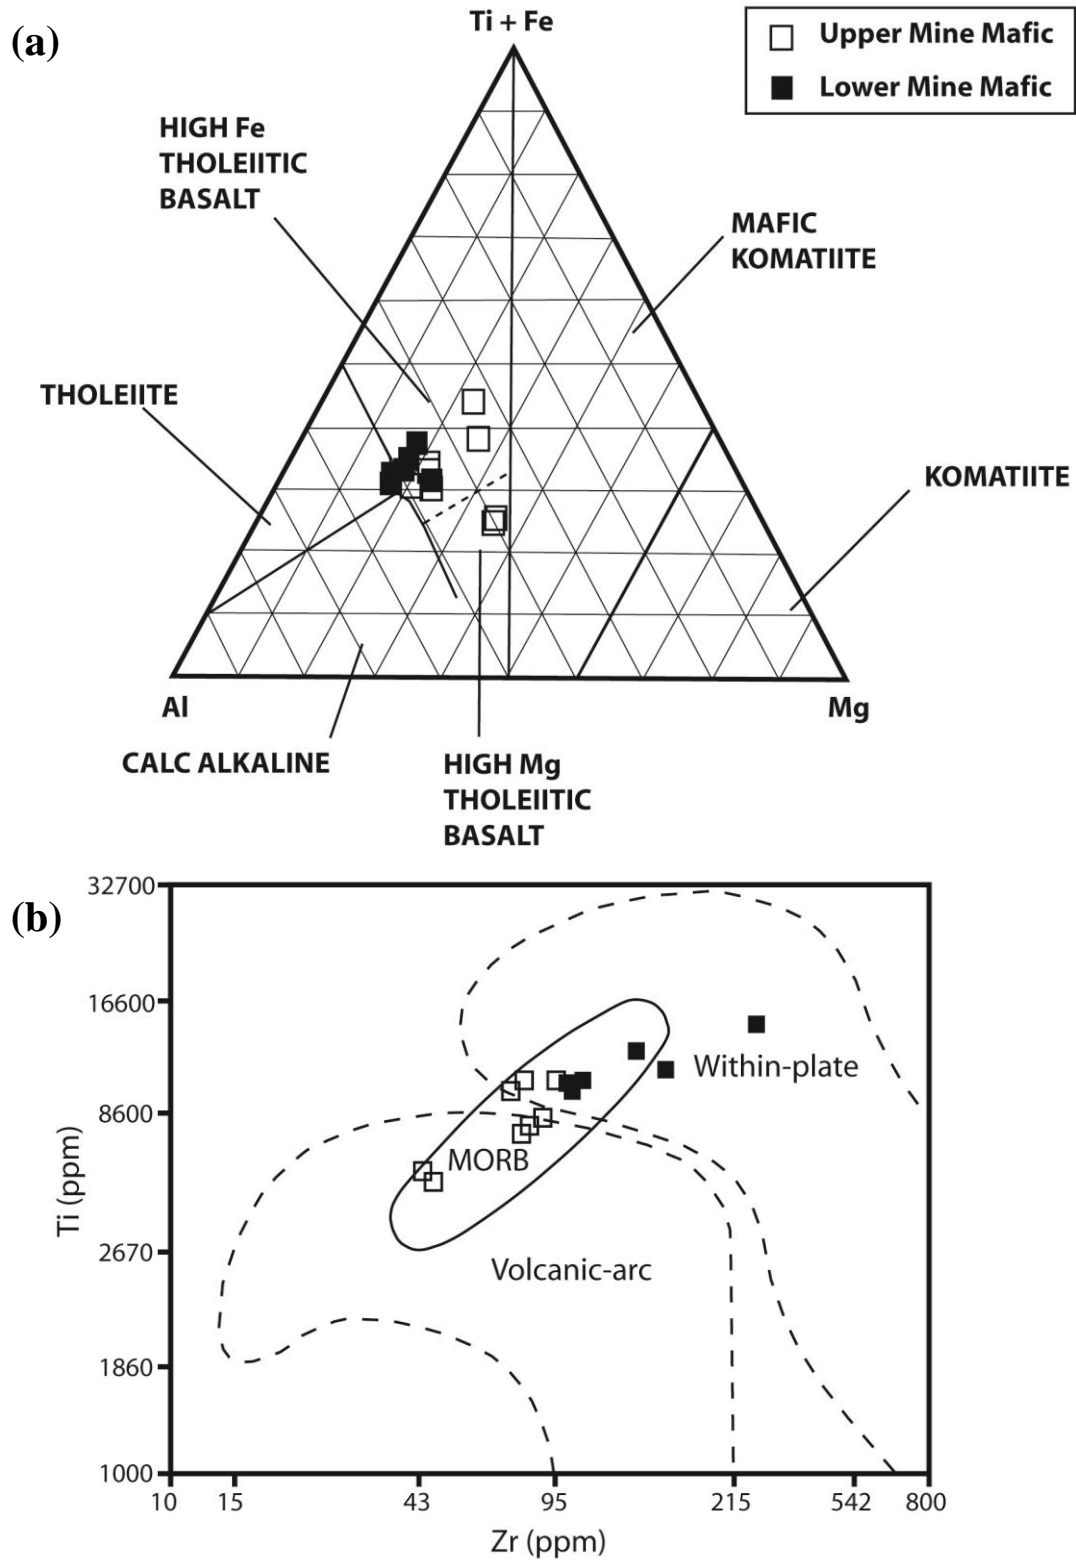 (a)
Ti + Fe
Upper Mine Mafic
Lower Mine Mafic
HIGH Fe
THOLEIITIC
BASALT
MAFIC
KOMATIITE
THOLEIITE
KOMATIITE
Al
Mg
CALC ALKALINE
HIGH Mg
THOLEIITIC
BASALT
(b)
32700
16600
8600
2670
1860
1000
Ti (ppm)
Within-plate
MORB
Volcanic-arc
10 15 43 95 215 542 800
Zr (ppm)